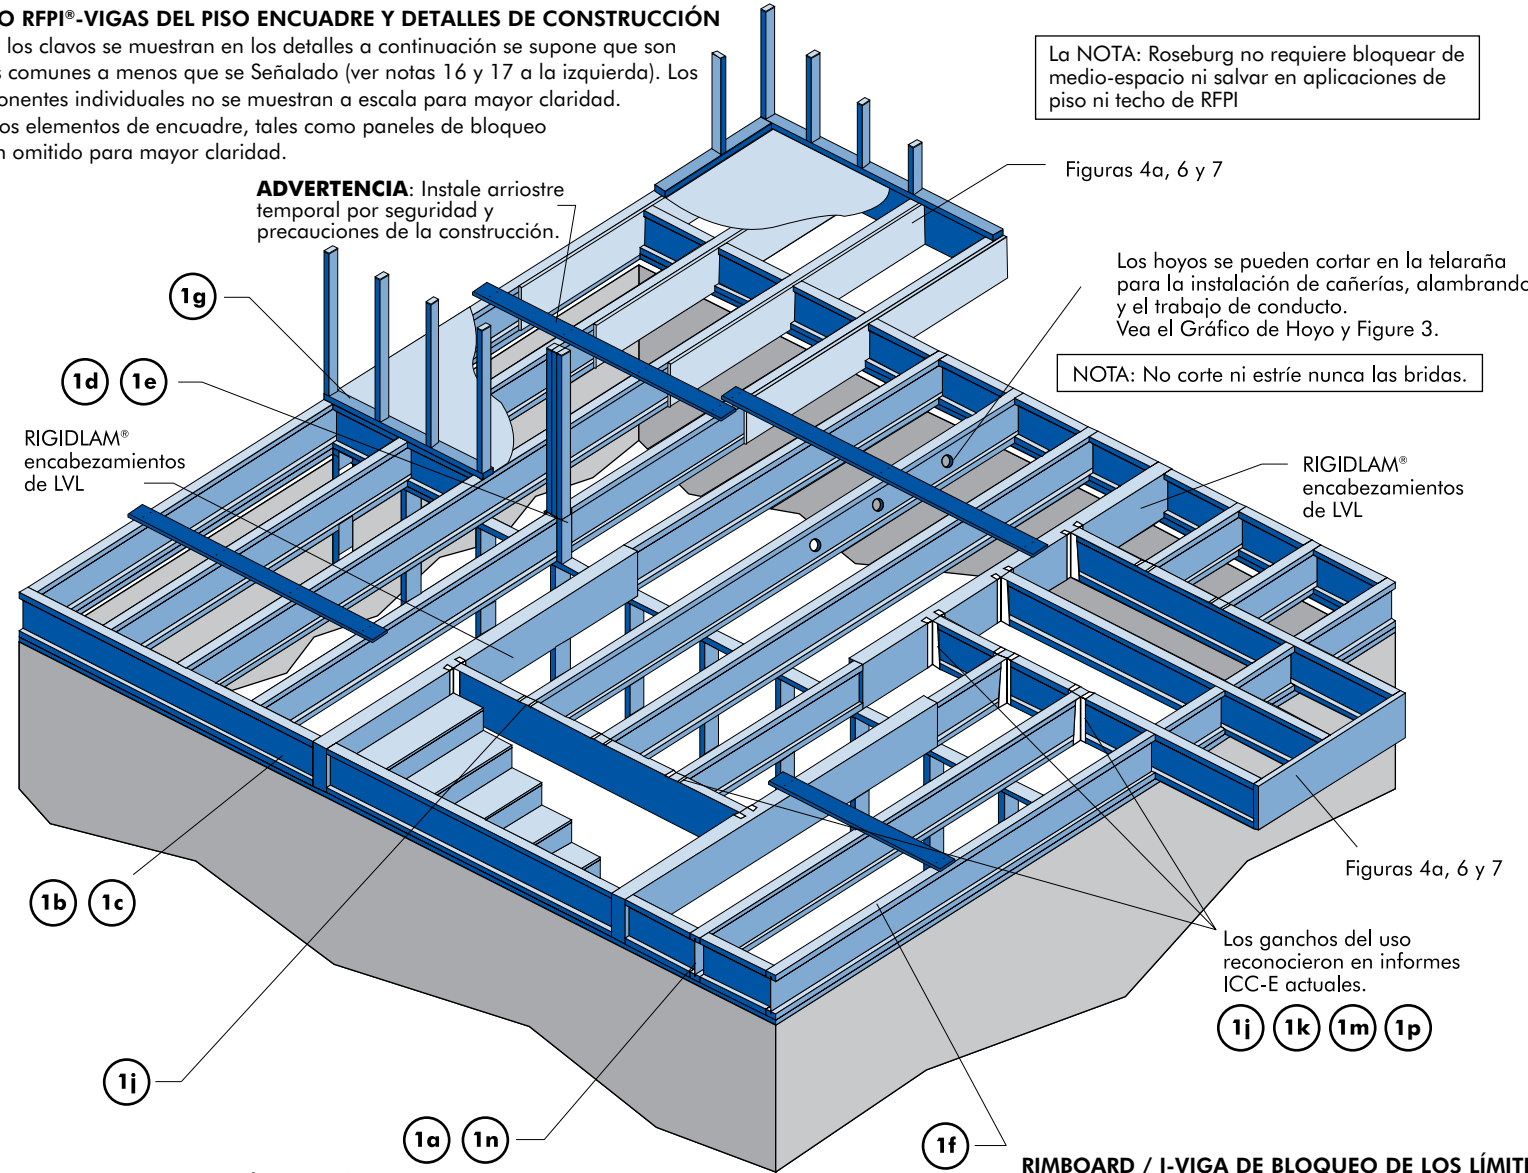 O RFPI®-VIGAS DEL PISO ENCUADRE Y DETALLES DE CONSTRUCCIÓN
los clavos se muestran en los detalles a continuación se supone que son
s comunes a menos que se Señalado (ver notas 16 y 17 a la izquierda). Los
onentes individuales no se muestran a escala para mayor claridad.
os elementos de encuadre, tales como paneles de bloqueo
n omitido para mayor claridad.
La NOTA: Roseburg no requiere bloquear de
medio-espacio ni salvar en aplicaciones de
piso ni techo de RFPI
Figuras 4a, 6 y 7
ADVERTENCIA: Instale arriostre
temporal por seguridad y
precauciones de la construcción.
Los hoyos se pueden cortar en la telaraña
para la instalación de cañerías, alambrando
y el trabajo de conducto.
Vea el Gráfico de Hoyo y Figure 3.
1g
NOTA: No corte ni estríe nunca las bridas.
1d 1e
RIGIDLAM®
encabezamientos
de LVL
RIGIDLAM®
encabezamientos
de LVL
Figuras 4a, 6 y 7
1b 1c
Los ganchos del uso
reconocieron en informes
ICC-E actuales.
1j 1k 1m 1p
1j
1a 1n
1f
RIMBOARD / I-VIGA DE BLOQUEO DE LOS LÍMIT